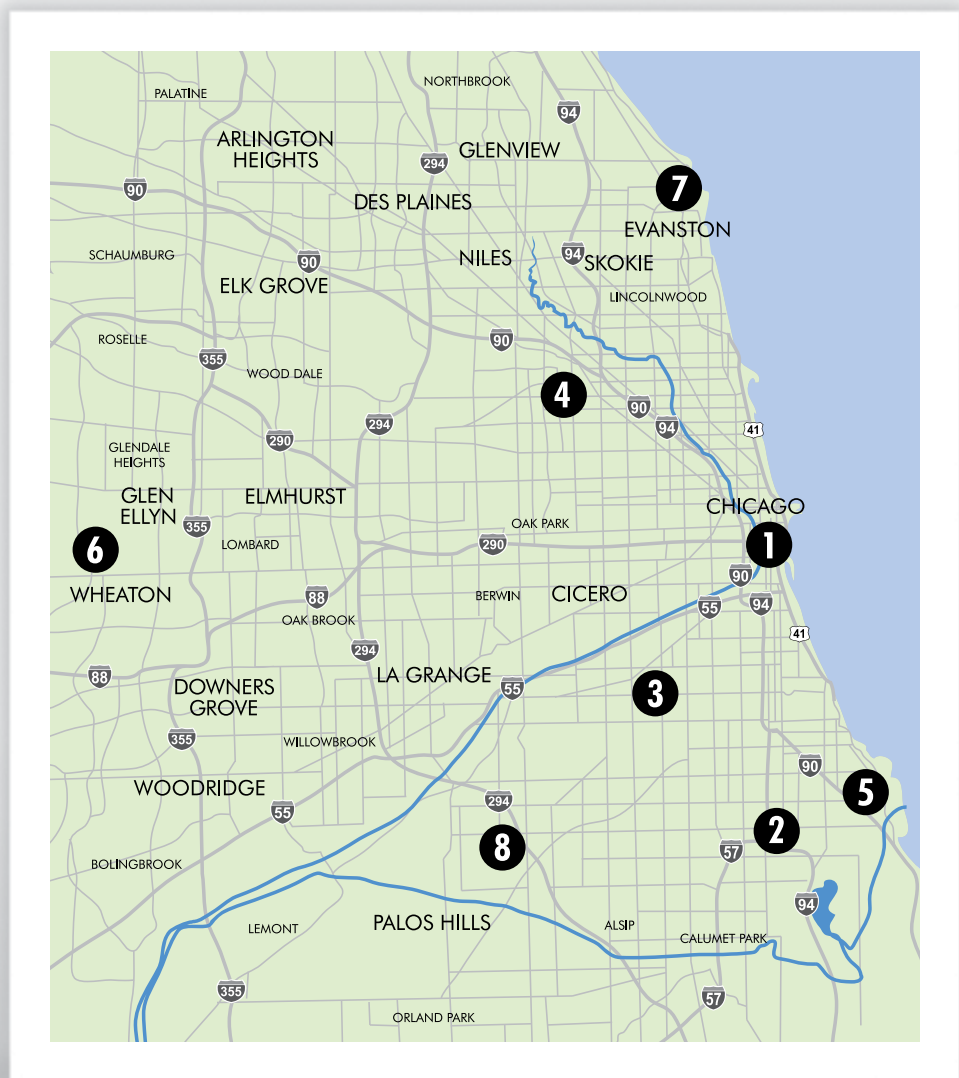 NORTHBROOK
PALATINE
94
ARLINGTON
HEIGHTS
GLENVIEW
294
90
7
DES PLAINES
EVANSTON
SCHAUMBURG
NILES
94
SKOKIE
90
ELK GROVE
LINCOLNWOOD
ROSELLE
90
355
WOOD DALE
4
90
294
94
41
290
GLENDALE
HEIGHTS
GLEN
ELLYN
ELMHURST
CHICAGO
355
OAK PARK
LOMBARD
290
1
6
90
WHEATON
88
BERWIN
CICERO
55
94
OAK BROOK
41
294
88
LA GRANGE
55
3
DOWNERS
GROVE
355
WILLOWBROOK
90
WOODRIDGE
5
294
55
2
8
57
BOLINGBROOK
94
LEMONT
PALOS HILLS
ALSIP
CALUMET PARK
355
57
ORLAND PARK